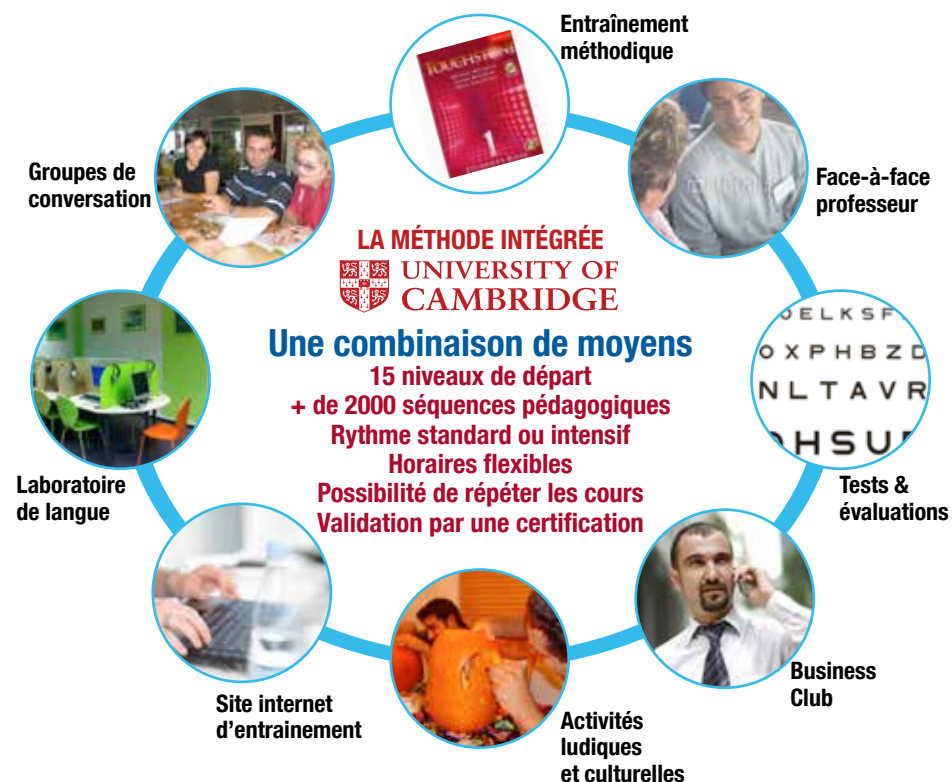 Entraînement
méthodique
TOUCHSTONE
1
Face-à-face
professeur
Groupes de
conversation
LA MÉTHODE INTÉGRÉE
UNIVERSITY OF
CAMBRIDGE
Une combinaison de moyens
15 niveaux de départ
+ de 2000 séquences pédagogiques
Rythme standard ou intensif
Horaires flexibles
Possibilité de répéter les cours
Validation par une certification
DELKSF
OXPHBZD
NLTAVR
OHSUE
Tests &
évaluations
Laboratoire
de langue
Business
Club
Site internet
d'entrainement
Activités
ludiques
et culturelles